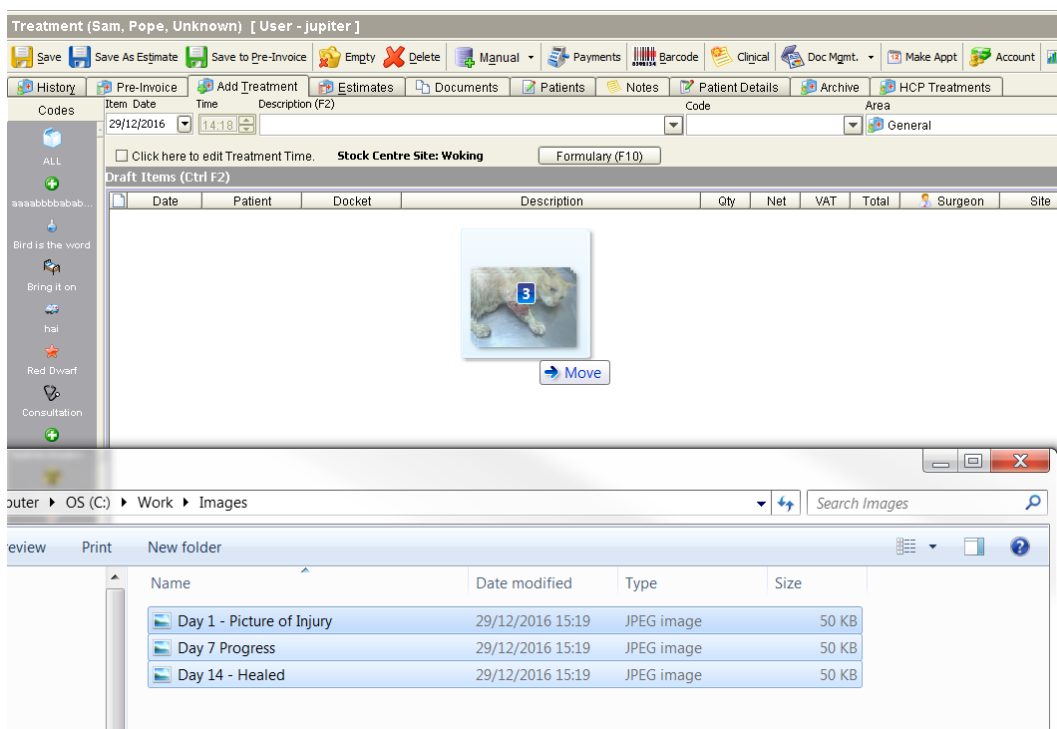 Treatment (Sam, Pope, Unknown) [ User - jupiter ]
Save Save As Estimate Save to Pre-Invoice Empty Delete Manual Payments Barcode Clinical Doc Mgmt. Make Appt Account
History Pre-Invoice Add Treatment Estimates Documents Patients Notes Patient Details Archive HCP Treatments
Codes
Item Date Time Description (F2) Code Area
29/12/2016 14:18 General
Click here to edit Treatment Time. Stock Centre Site: Woking Formulary (F10)
ALL
Draft Items (Ctrl F2)
Date Patient Docket Description Qty Net VAT Total Surgeon Site
aaaabbbbabab...
Bird is the word
Bring it on
3
hai
Red Dwarf
Move
Consultation
puter OS (C:) Work Images Search Images
review Print New folder
Name Date modified Type Size
Day 1 - Picture of Injury 29/12/2016 15:19 JPEG image 50 KB
Day 7 Progress 29/12/2016 15:19 JPEG image 50 KB
Day 14 - Healed 29/12/2016 15:19 JPEG image 50 KB